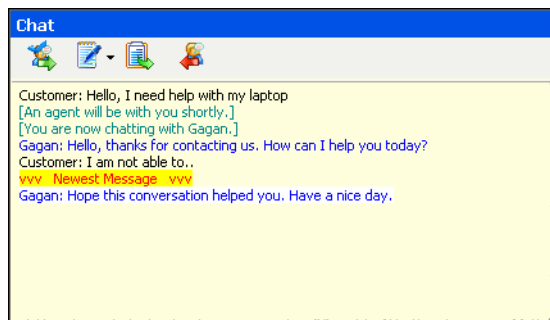 Chat
Customer: Hello, I need help with my laptop
[An agent will be with you shortly.]
[You are now chatting with Gagan.]
Gagan: Hello, thanks for contacting us. How can I help you today?
Customer: I am not able to..
vvv Newest Message vvv
Gagan: Hope this conversation helped you. Have a nice day.